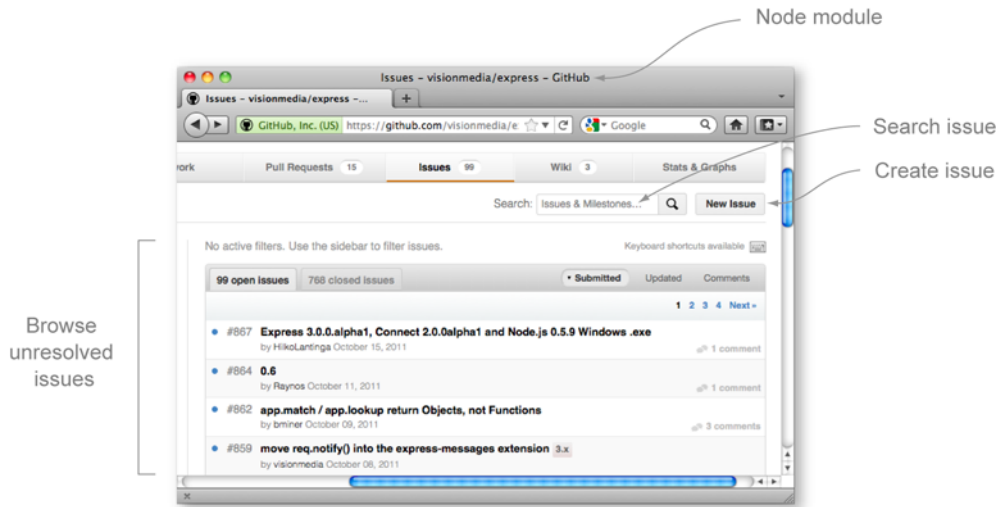 Node module
Issues – visionmedia/express – GitHub
Issues – visionmedia/express –...
GitHub, Inc. (US) https://github.com/visionmedia/e
Google
Search issue
Create issue
ork
Pull Requests 15
Issues 99
Wiki 3
Stats & Graphs
Search: Issues & Milestones...
New Issue
No active filters. Use the sidebar to filter issues.
Keyboard shortcuts available
99 open issues
768 closed issues
• Submitted
Updated
Comments
1 2 3 4 Next »
Browse
unresolved
issues
#867 Express 3.0.0.alpha1, Connect 2.0.0alpha1 and Node.js 0.5.9 Windows .exe
by HilkoLantinga October 15, 2011
1 comment
#864 0.6
by Raynos October 11, 2011
1 comment
#862 app.match / app.lookup return Objects, not Functions
by bminer October 09, 2011
3 comments
#859 move req.notify() into the express-messages extension 3.x
by visionmedia October 08, 2011